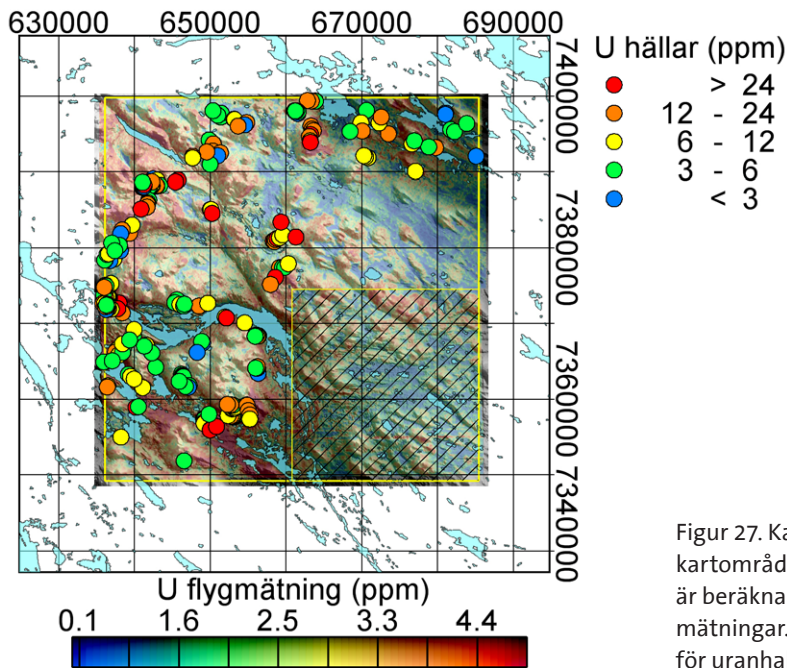 630000 650000 670000 690000
7400000
7380000
7360000
7340000
U hällar (ppm)
> 24
12 - 24
6 - 12
3 - 6
< 3
U flygmätning (ppm)
0.1 1.6 2.5 3.3 4.4
Figur 27.
kartområd
är beräkna
mätningar.
för uranha